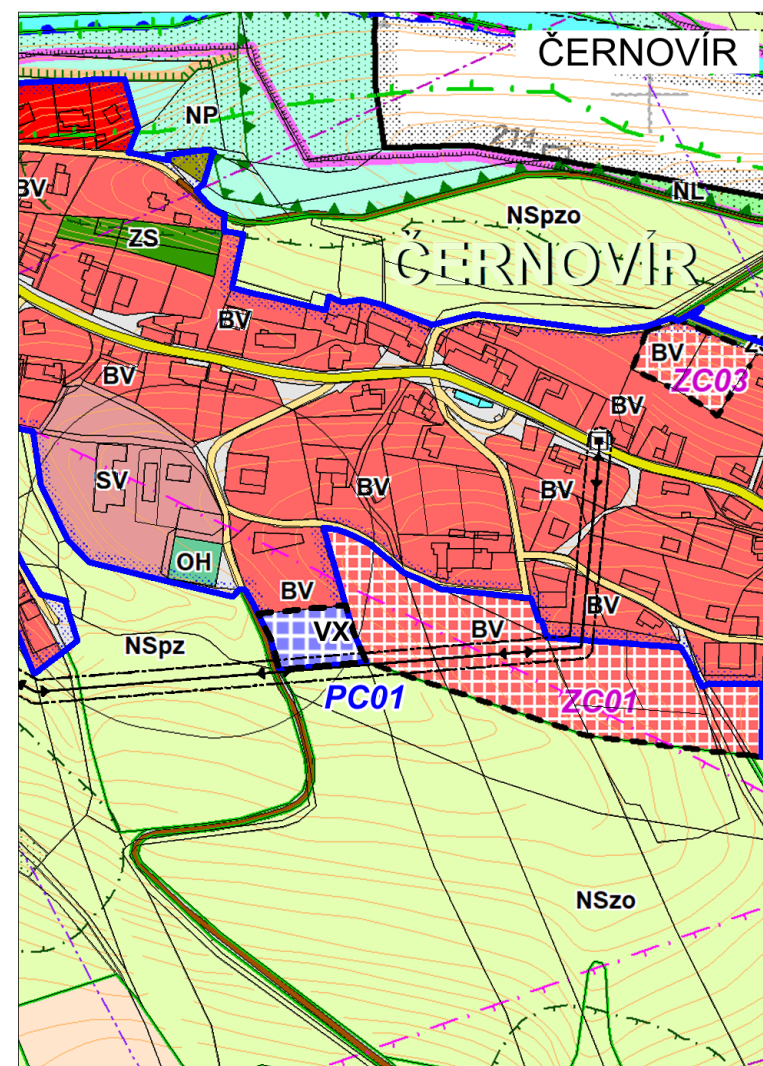 ČERNOVÍR
NP
214
BV
NL
NSpzo
ZS
ČERNOVÍR
BV
BV
BV
ZC03
BV
SV
BV
BV
OH
BV
BV
VX
BV
NSpz
PC01
ZC01
NSzo